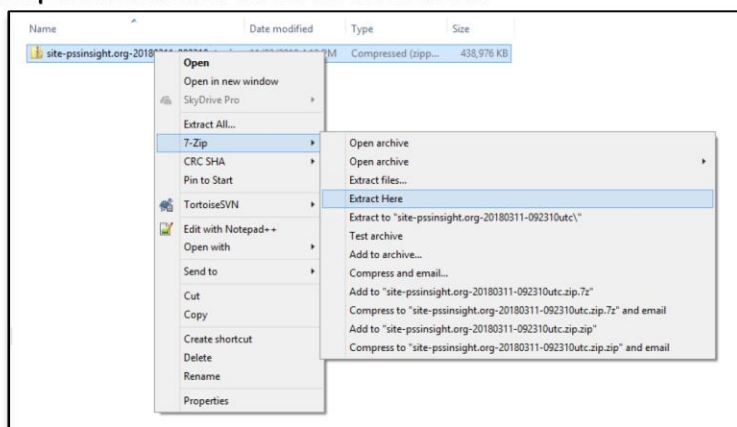 Name Date modified Type Size
site-pssinsight.org-20180311-092310utc.zip Compressed (zipp... 438,976 KB
Open
Open in new window
SkyDrive Pro
Extract All...
7-Zip
CRC SHA
Pin to Start
TortoiseSVN
Edit with Notepad++
Open with
Send to
Cut
Copy
Create shortcut
Delete
Rename
Properties
Open archive
Open archive
Extract files...
Extract Here
Extract to "site-pssinsight.org-20180311-092310utc\"
Test archive
Add to archive...
Compress and email...
Add to "site-pssinsight.org-20180311-092310utc.zip.7z"
Compress to "site-pssinsight.org-20180311-092310utc.zip.7z" and email
Add to "site-pssinsight.org-20180311-092310utc.zip.zip"
Compress to "site-pssinsight.org-20180311-092310utc.zip.zip" and email